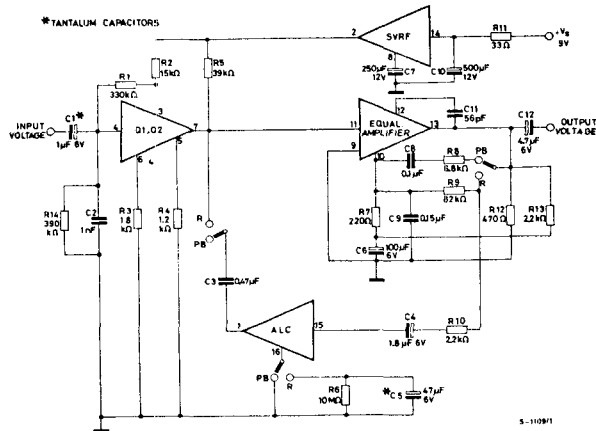 *TANTALUM CAPACITORS
R1
330kΩ
R2
15kΩ
R5
39kΩ
2
SVRF
14
8
250µF
12V
C7
C10
500µF
12V
R11
33Ω
+Vs
9V
INPUT
VOLTAGE
C1*
1µF 6V
4
Q1,Q2
3
7
5
6
4
11
EQUAL
AMPLIFIER
12
13
9
10
C11
56pF
C12
4.7µF
6V
OUTPUT
VOLTAGE
C8
0.1µF
R8
6.8kΩ
PB
R
R9
82kΩ
R14
390
kΩ
C2
1nF
R3
1.8
kΩ
R4
1.2
kΩ
R
PB
R7
220Ω
C9
0.15µF
C6
100µF
6V
R12
470Ω
R13
2.2kΩ
C3
0.47µF
1
ALC
15
16
C4
1.8µF 6V
R10
2.2kΩ
PB
R
R6
10MΩ
*C5
47µF
6V
S-1109/1